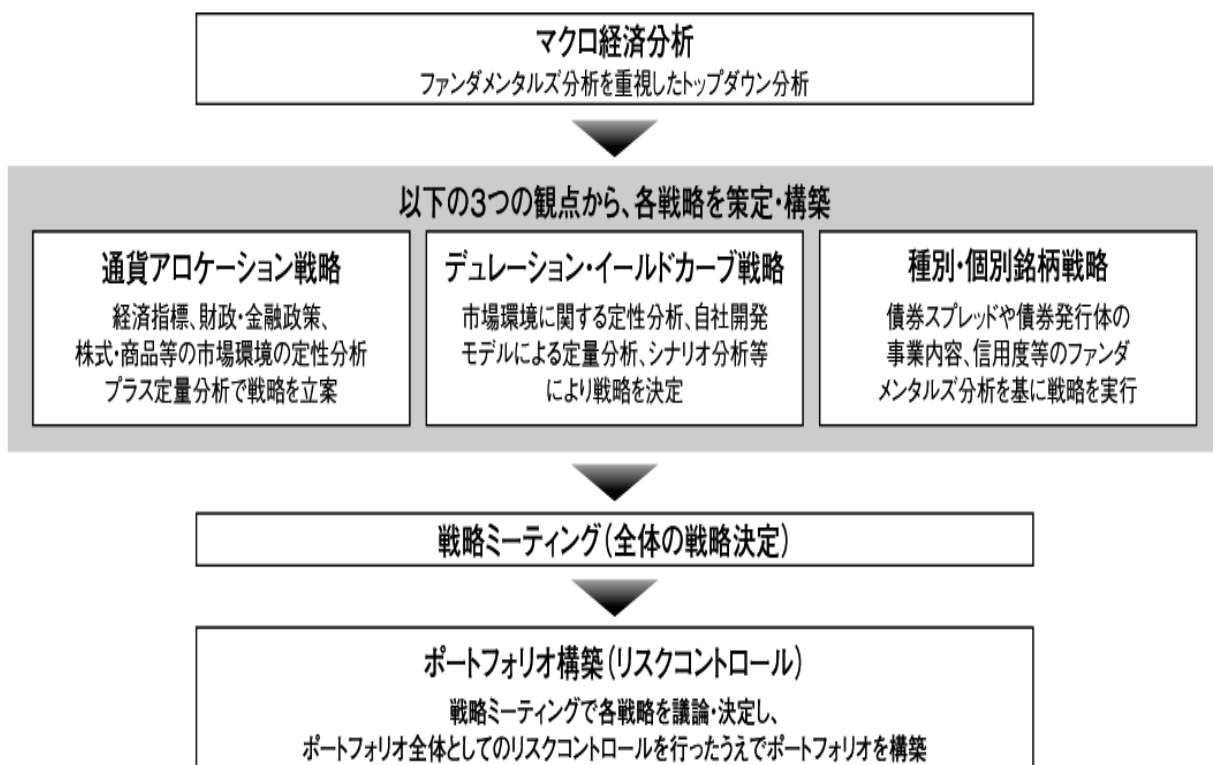 マクロ経済分析
ファンダメンタルズ分析を重視したトップダウン分析
以下の3つの観点から、各戦略を策定・構築
通貨アロケーション戦略
経済指標、財政・金融政策、
株式・商品等の市場環境の定性分析
プラス定量分析で戦略を立案
デュレーション・イールドカーブ戦略
市場環境に関する定性分析、自社開発
モデルによる定量分析、シナリオ分析等
により戦略を決定
種別・個別銘柄戦略
債券スプレッドや債券発行体の
事業内容、信用度等のファンダ
メンタルズ分析を基に戦略を実行
戦略ミーティング(全体の戦略決定)
ポートフォリオ構築(リスクコントロール)
戦略ミーティングで各戦略を議論・決定し、
ポートフォリオ全体としてのリスクコントロールを行ったうえでポートフォリオを構築